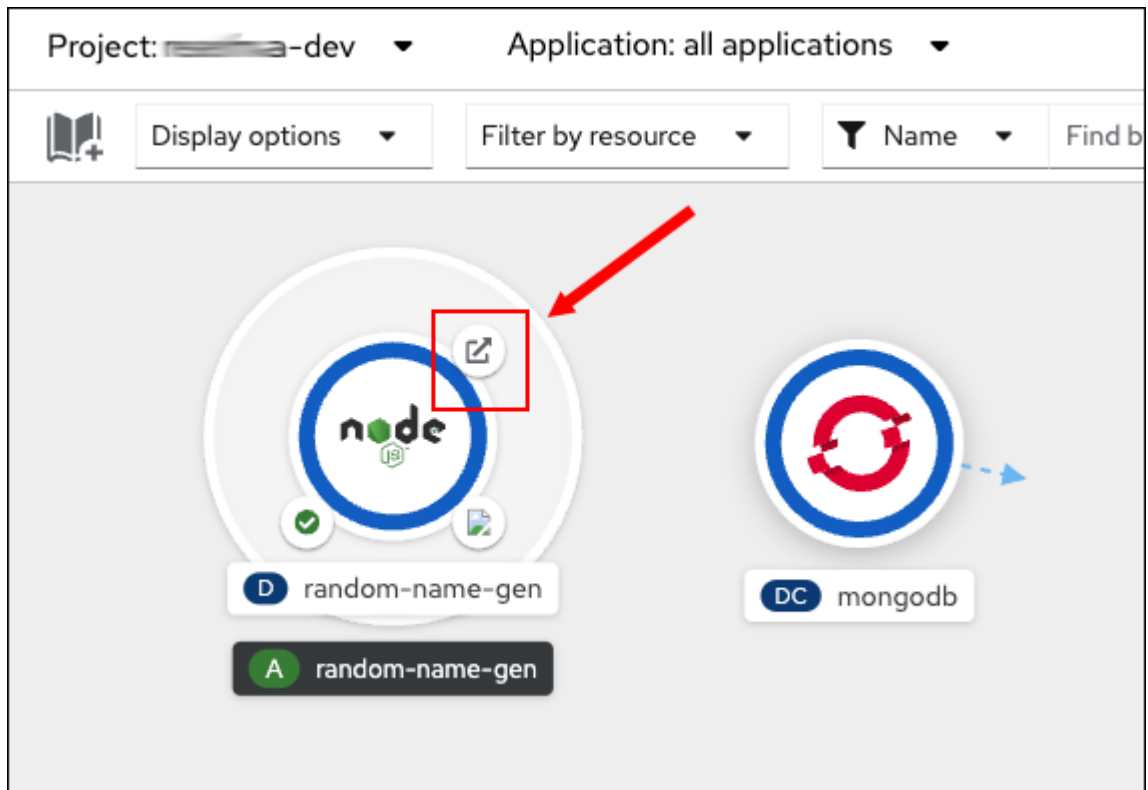 Project: -dev
Application: all applications
Display options
Filter by resource
Name
Find b
node
JS
D random-name-gen
A random-name-gen
DC mongodb